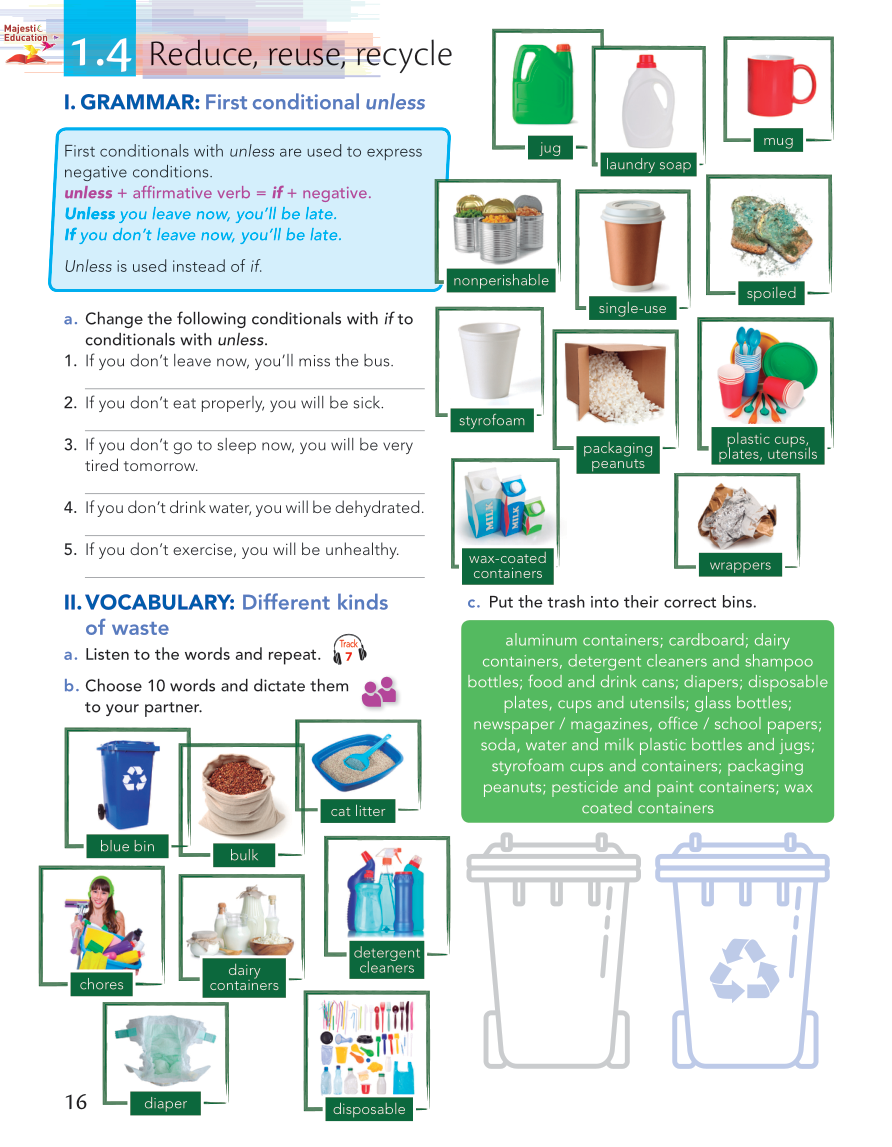 Majestic
Education
1.4 Reduce, reuse, recycle
I. GRAMMAR: First conditional unless
First conditionals with unless are used to express
negative conditions.
unless + affirmative verb = if + negative.
Unless you leave now, you'll be late.
If you don't leave now, you'll be late.
Unless is used instead of if.
a. Change the following conditionals with if to
conditionals with unless.
1. If you don't leave now, you'll miss the bus.
2. If you don't eat properly, you will be sick.
3. If you don't go to sleep now, you will be very
tired tomorrow.
4. If you don't drink water, you will be dehydrated.
5. If you don't exercise, you will be unhealthy.
II. VOCABULARY: Different kinds
of waste
a. Listen to the words and repeat.
Track
7
b. Choose 10 words and dictate them
to your partner.
blue bin
bulk
cat litter
chores
dairy
containers
detergent
cleaners
diaper
disposable
16
jug
laundry soap
mug
nonperishable
single-use
spoiled
styrofoam
packaging
peanuts
plastic cups,
plates, utensils
MILK
MILK
wax-coated
containers
wrappers
c. Put the trash into their correct bins.
aluminum containers; cardboard; dairy
containers, detergent cleaners and shampoo
bottles; food and drink cans; diapers; disposable
plates, cups and utensils; glass bottles;
newspaper / magazines, office / school papers;
soda, water and milk plastic bottles and jugs;
styrofoam cups and containers; packaging
peanuts; pesticide and paint containers; wax
coated containers